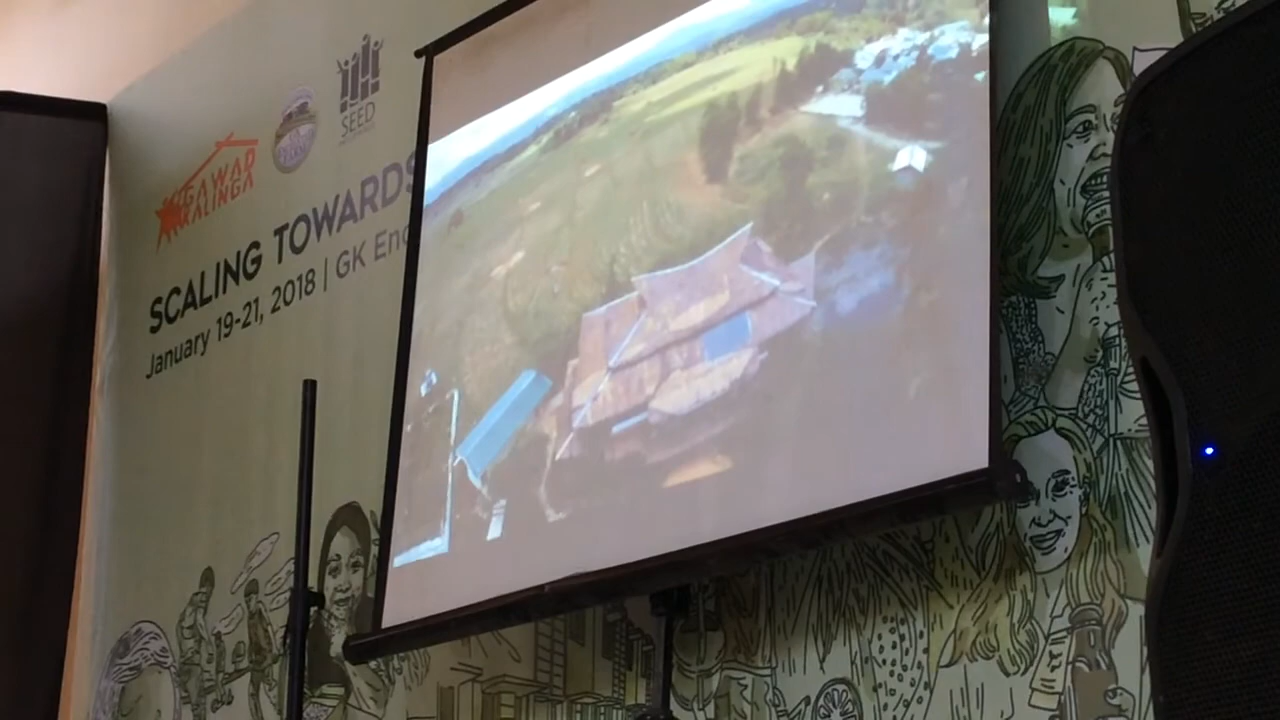 GAWAD KALINGA
SEED
SCALING TOWARDS
January 19-21, 2018 | GK En